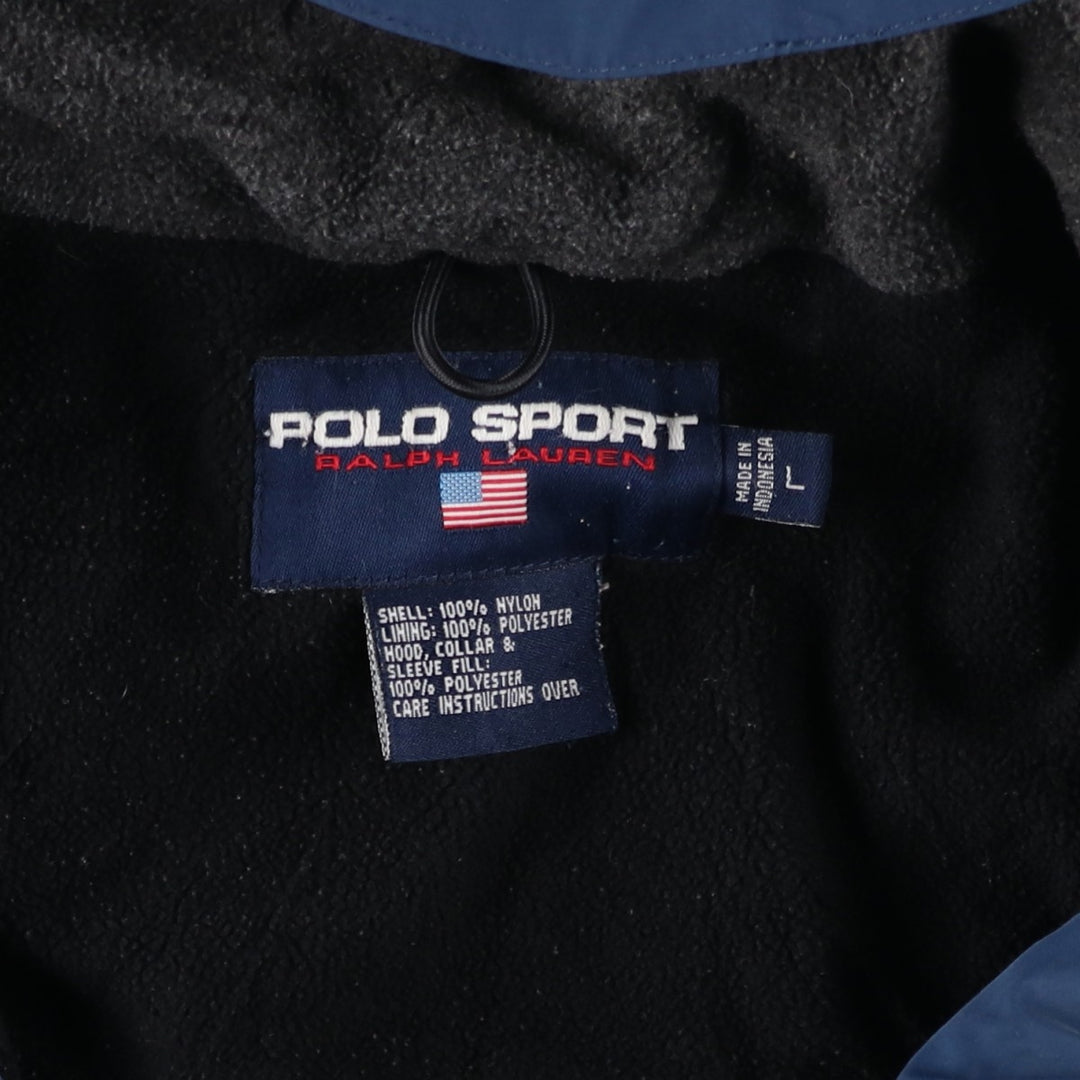 POLO SPORT
RALPH LAUREN
MADE IN
INDONESIA
L
SHELL: 100% NYLON
LINING: 100% POLYESTER
HOOD, COLLAR &
SLEEVE FILL:
100% POLYESTER
CARE INSTRUCTIONS OVER